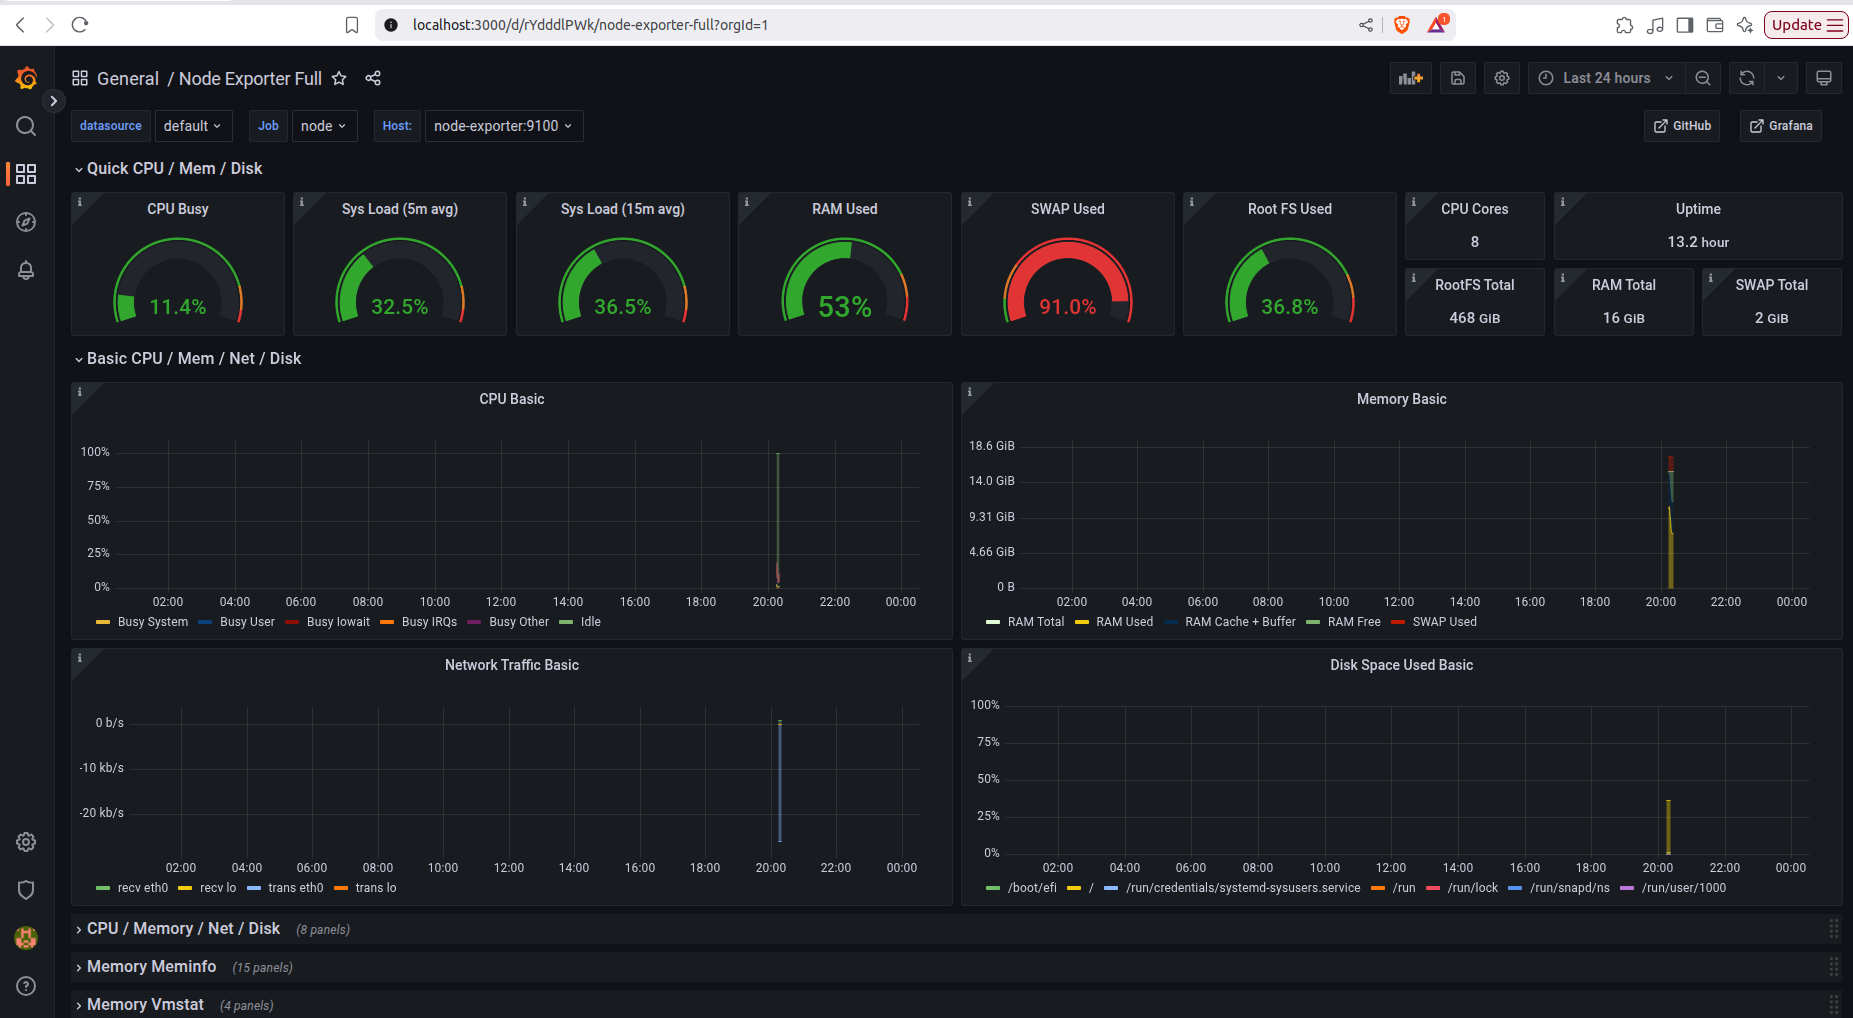 localhost:3000/d/rYdddlPWk/node-exporter-full?orgId=1
1
Update
General / Node Exporter Full
Last 24 hours
datasource default Job node Host: node-exporter:9100
GitHub Grafana
Quick CPU / Mem / Disk
CPU Busy
11.4%
Sys Load (5m avg)
32.5%
Sys Load (15m avg)
36.5%
RAM Used
53%
SWAP Used
91.0%
Root FS Used
36.8%
CPU Cores
8
Uptime
13.2 hour
RootFS Total
468 GiB
RAM Total
16 GiB
SWAP Total
2 GiB
Basic CPU / Mem / Net / Disk
CPU Basic
100%
75%
50%
25%
0%
02:00 04:00 06:00 08:00 10:00 12:00 14:00 16:00 18:00 20:00 22:00 00:00
Busy System Busy User Busy Iowait Busy IRQs Busy Other Idle
Memory Basic
18.6 GiB
14.0 GiB
9.31 GiB
4.66 GiB
0 B
02:00 04:00 06:00 08:00 10:00 12:00 14:00 16:00 18:00 20:00 22:00 00:00
RAM Total RAM Used RAM Cache + Buffer RAM Free SWAP Used
Network Traffic Basic
0 b/s
-10 kb/s
-20 kb/s
02:00 04:00 06:00 08:00 10:00 12:00 14:00 16:00 18:00 20:00 22:00 00:00
recv eth0 recv lo trans eth0 trans lo
Disk Space Used Basic
100%
75%
50%
25%
0%
02:00 04:00 06:00 08:00 10:00 12:00 14:00 16:00 18:00 20:00 22:00 00:00
/boot/efi / /run/credentials/systemd-sysusers.service /run /run/lock /run/snapd/ns /run/user/1000
CPU / Memory / Net / Disk (8 panels)
Memory Meminfo (15 panels)
Memory Vmstat (4 panels)